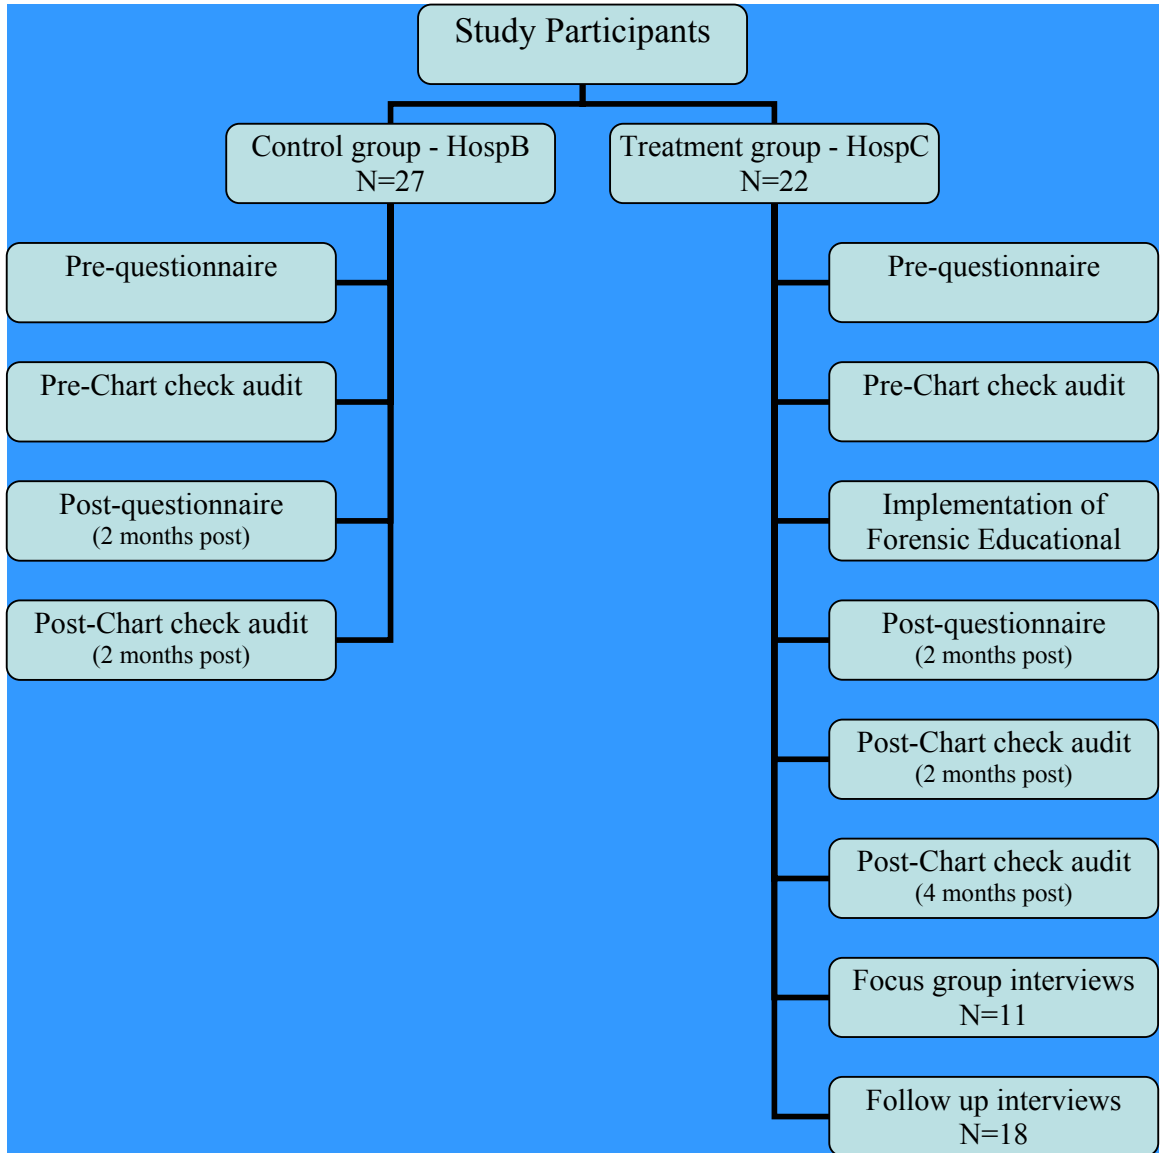 Study Participants
Control group - HospB
N=27
Treatment group - HospC
N=22
Pre-questionnaire
Pre-Chart check audit
Post-questionnaire
(2 months post)
Post-Chart check audit
(2 months post)
Pre-questionnaire
Pre-Chart check audit
Implementation of
Forensic Educational
Post-questionnaire
(2 months post)
Post-Chart check audit
(2 months post)
Post-Chart check audit
(4 months post)
Focus group interviews
N=11
Follow up interviews
N=18